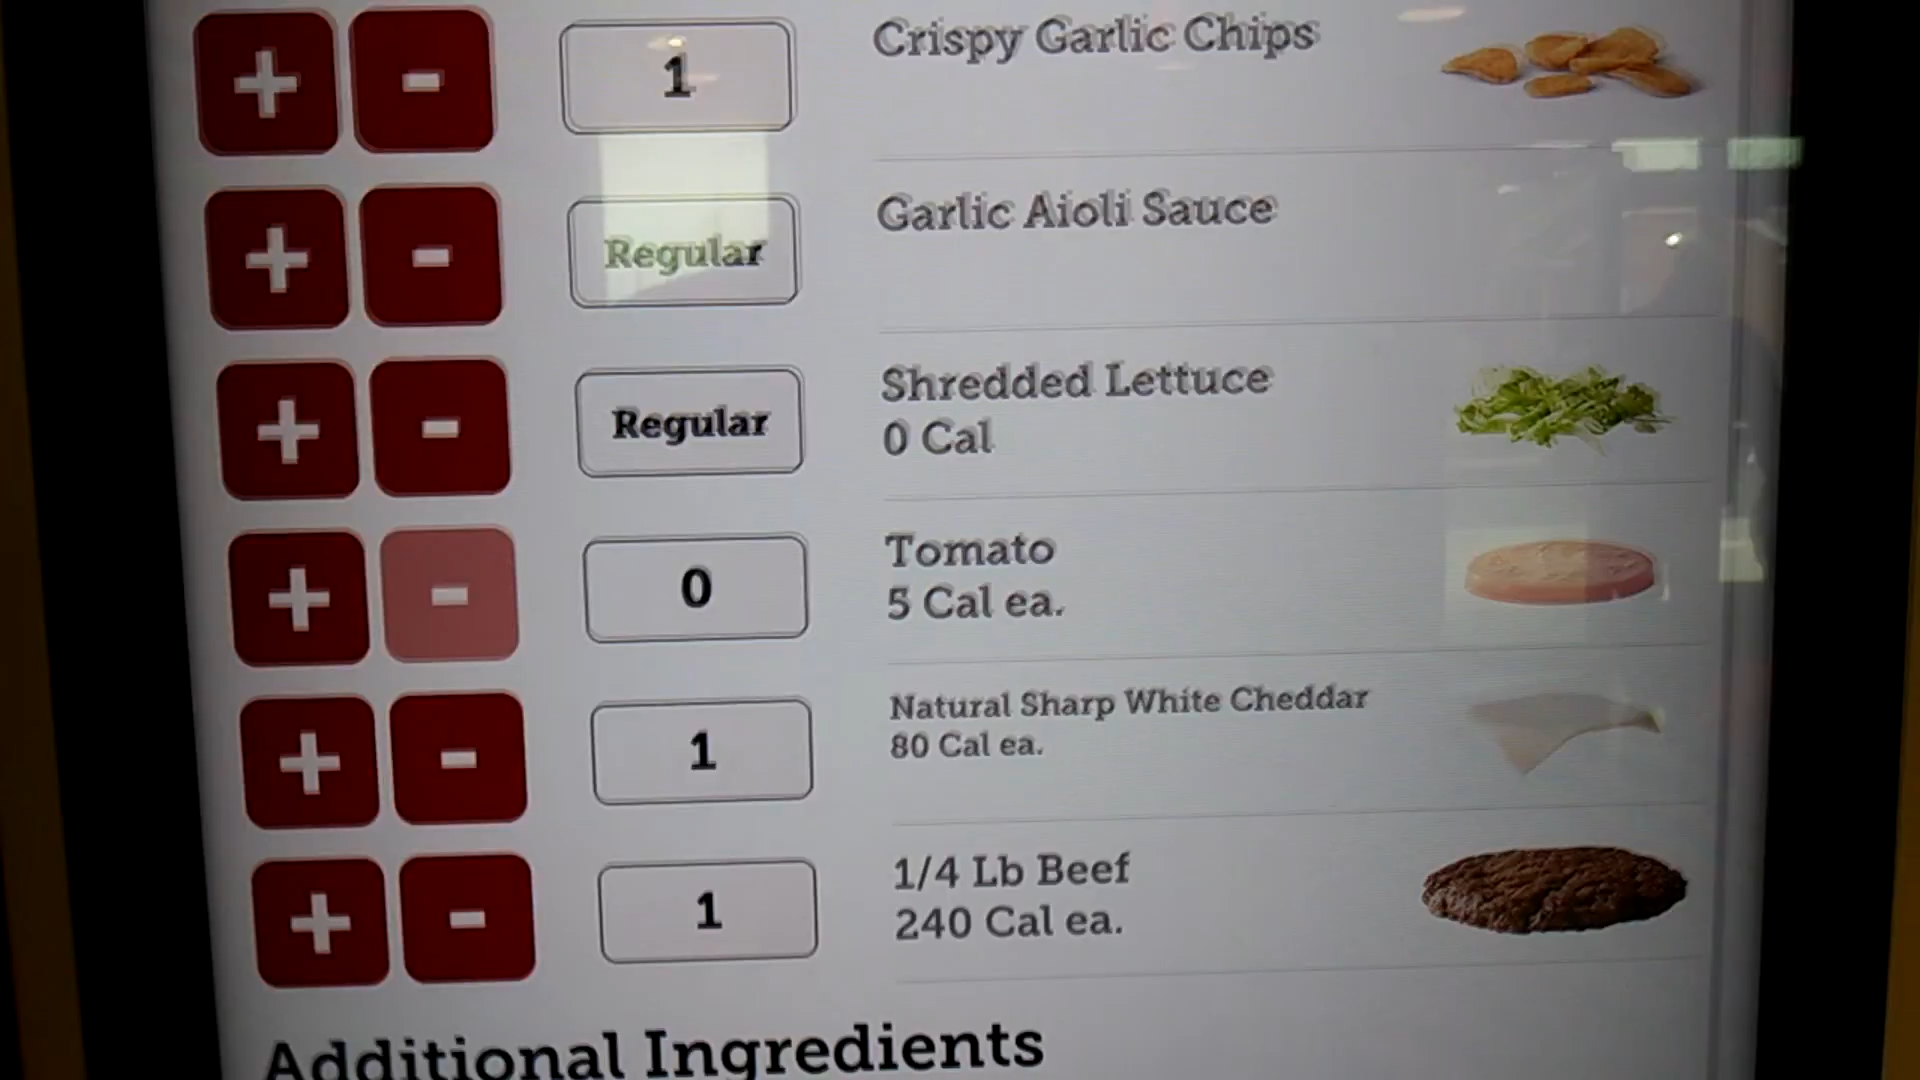 + - 1 Crispy Garlic Chips
+ - Regular Garlic Aioli Sauce
+ - Regular Shredded Lettuce
0 Cal
+ - 0 Tomato
5 Cal ea.
+ - 1 Natural Sharp White Cheddar
80 Cal ea.
+ - 1 1/4 Lb Beef
240 Cal ea.
Additional Ingredients